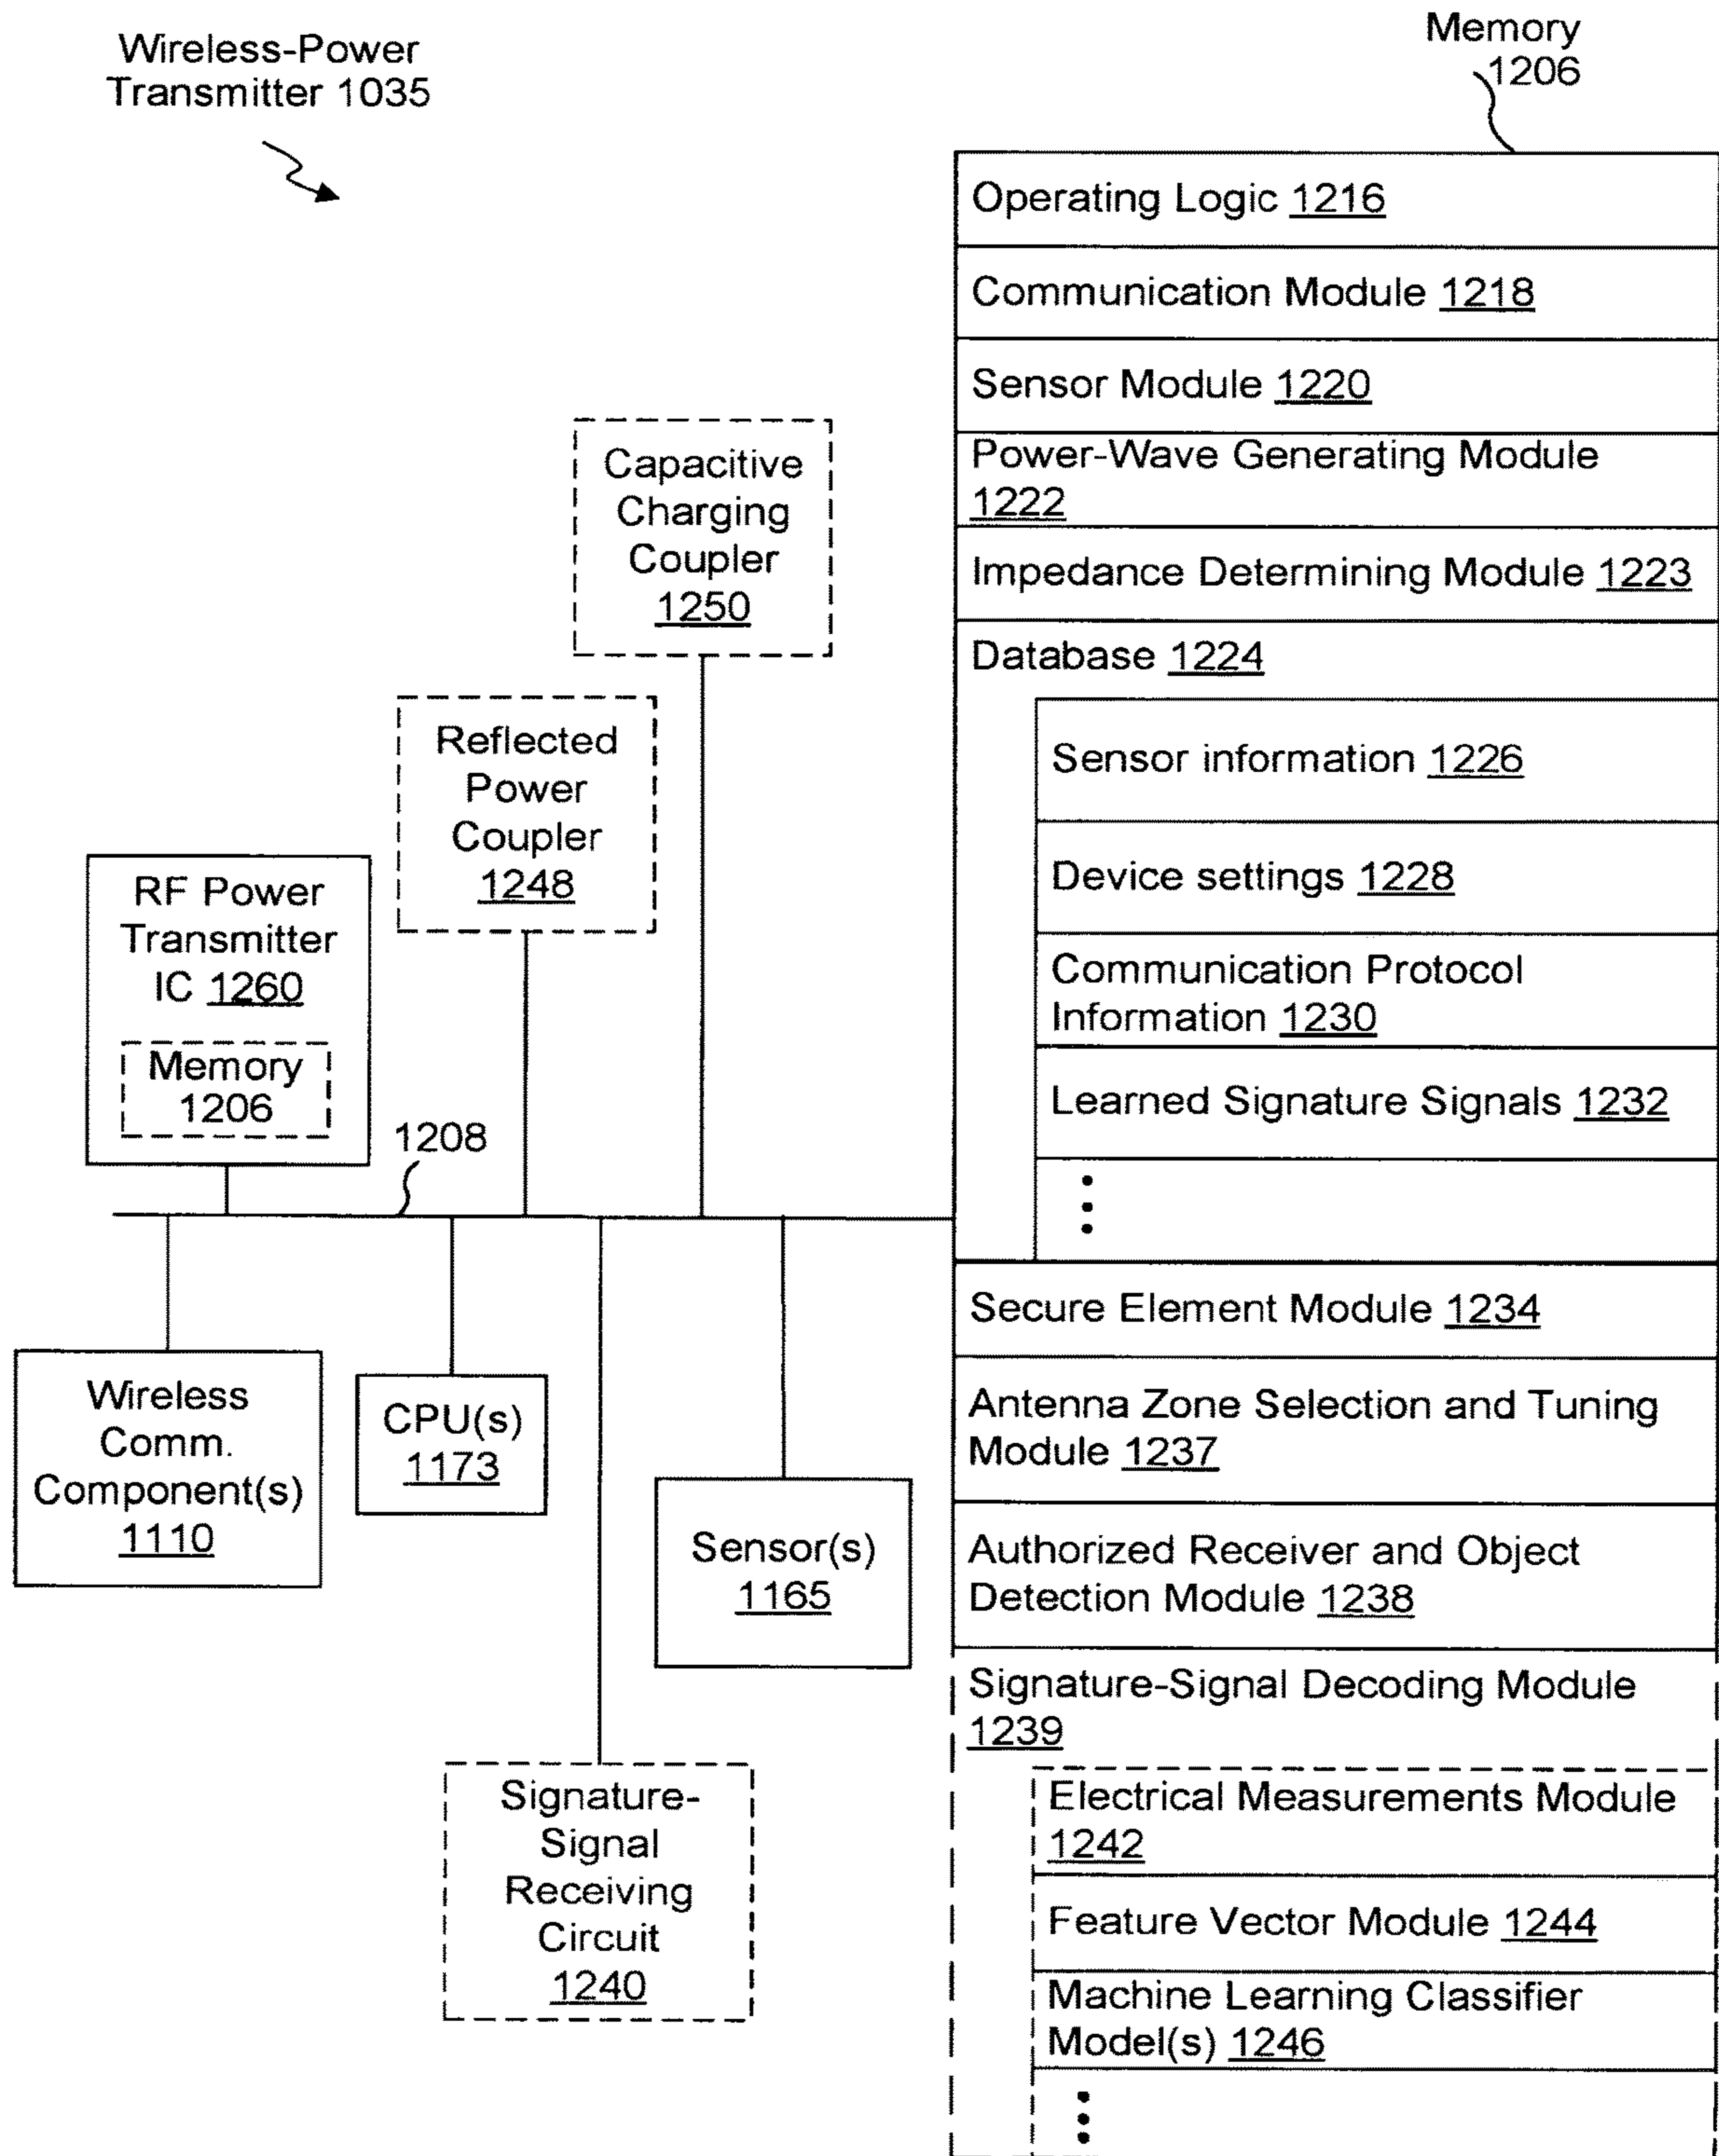 Wireless-Power
Transmitter 1035
Memory
1206
Operating Logic 1216
Communication Module 1218
Sensor Module 1220
Power-Wave Generating Module
1222
Impedance Determining Module 1223
Database 1224
Sensor information 1226
Device settings 1228
Communication Protocol
Information 1230
Learned Signature Signals 1232
Secure Element Module 1234
Antenna Zone Selection and Tuning
Module 1237
Authorized Receiver and Object
Detection Module 1238
Signature-Signal Decoding Module
1239
Electrical Measurements Module
1242
Feature Vector Module 1244
Machine Learning Classifier
Model(s) 1246
Capacitive
Charging
Coupler
1250
Reflected
Power
Coupler
1248
RF Power
Transmitter
IC 1260
Memory
1206
1208
Wireless
Comm.
Component(s)
1110
CPU(s)
1173
Sensor(s)
1165
Signature-
Signal
Receiving
Circuit
1240